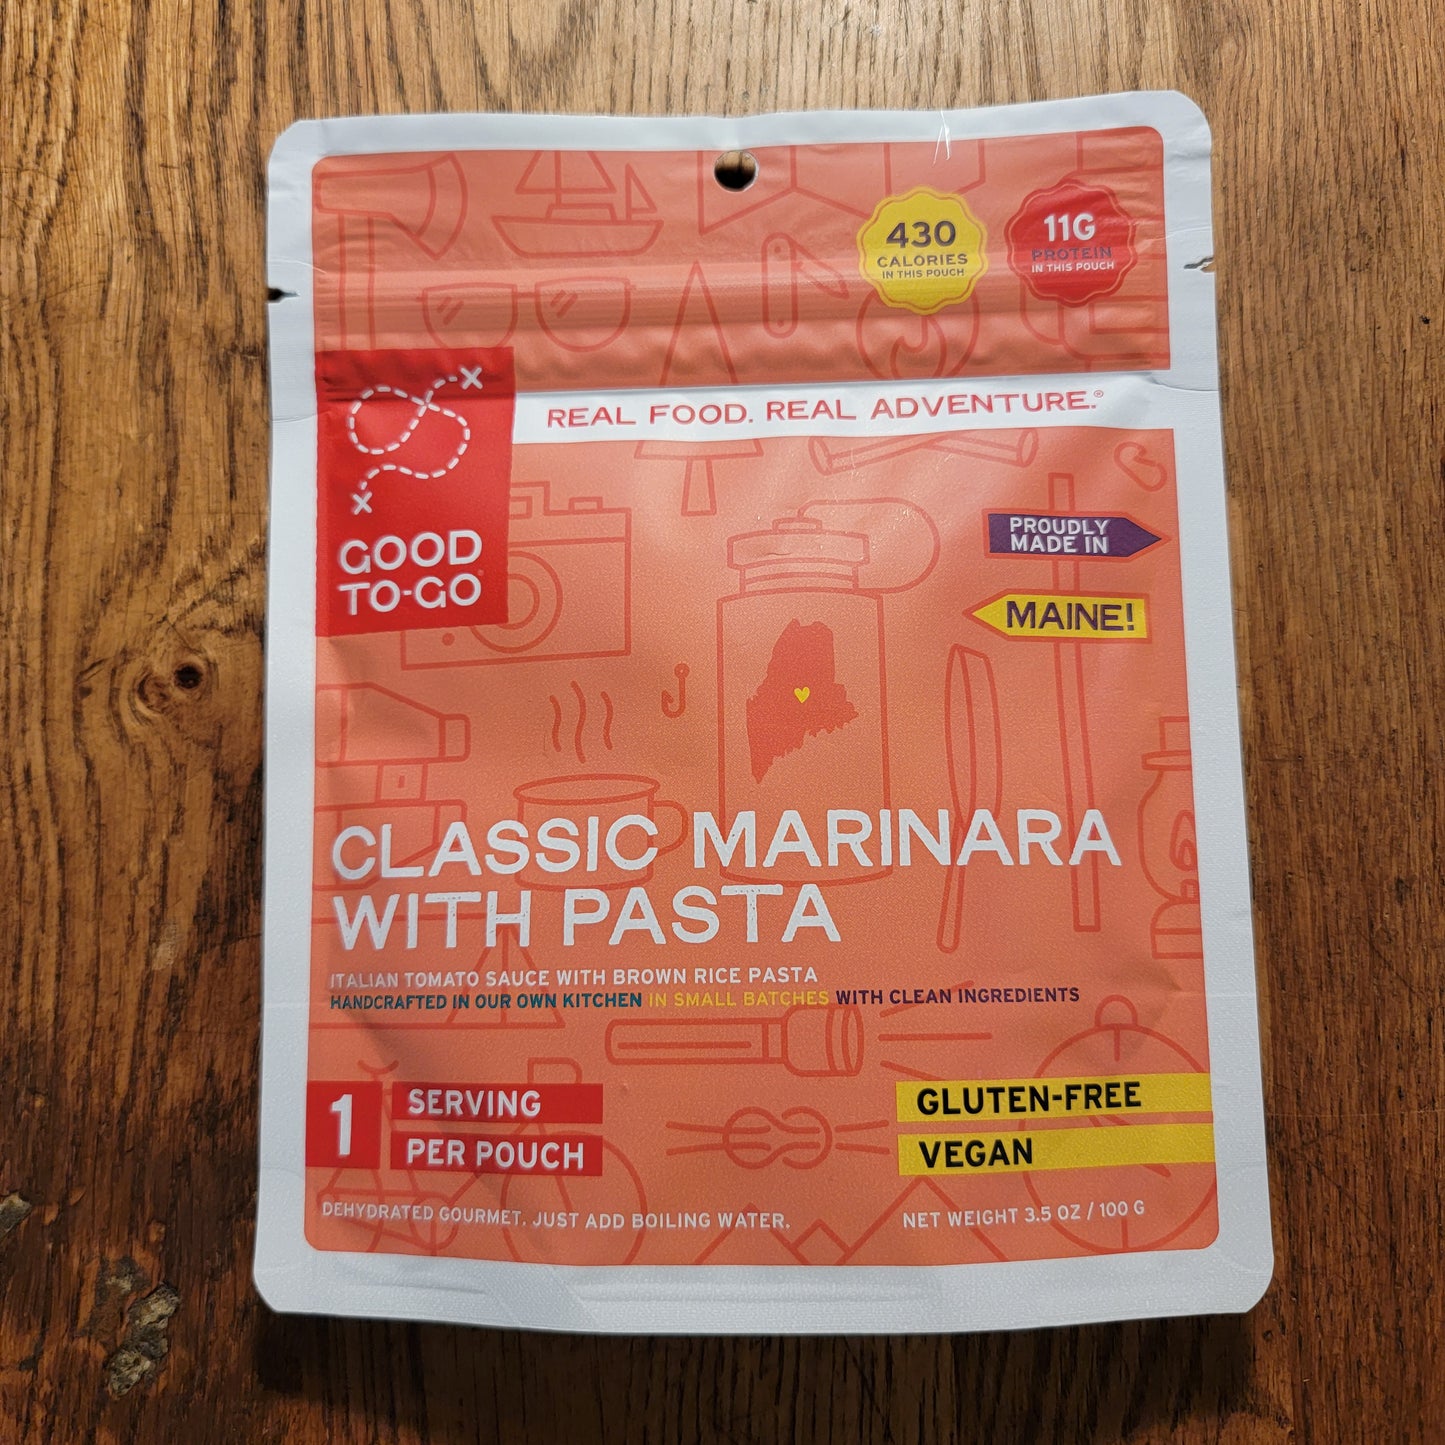 430
CALORIES
IN THIS POUCH
11G
PROTEIN
IN THIS POUCH
REAL FOOD. REAL ADVENTURE.®
GOOD
TO-GO
PROUDLY
MADE IN
MAINE!
CLASSIC MARINARA
WITH PASTA
ITALIAN TOMATO SAUCE WITH BROWN RICE PASTA
HANDCRAFTED IN OUR OWN KITCHEN IN SMALL BATCHES WITH CLEAN INGREDIENTS
1
SERVING
PER POUCH
GLUTEN-FREE
VEGAN
DEHYDRATED GOURMET. JUST ADD BOILING WATER.
NET WEIGHT 3.5 OZ / 100 G